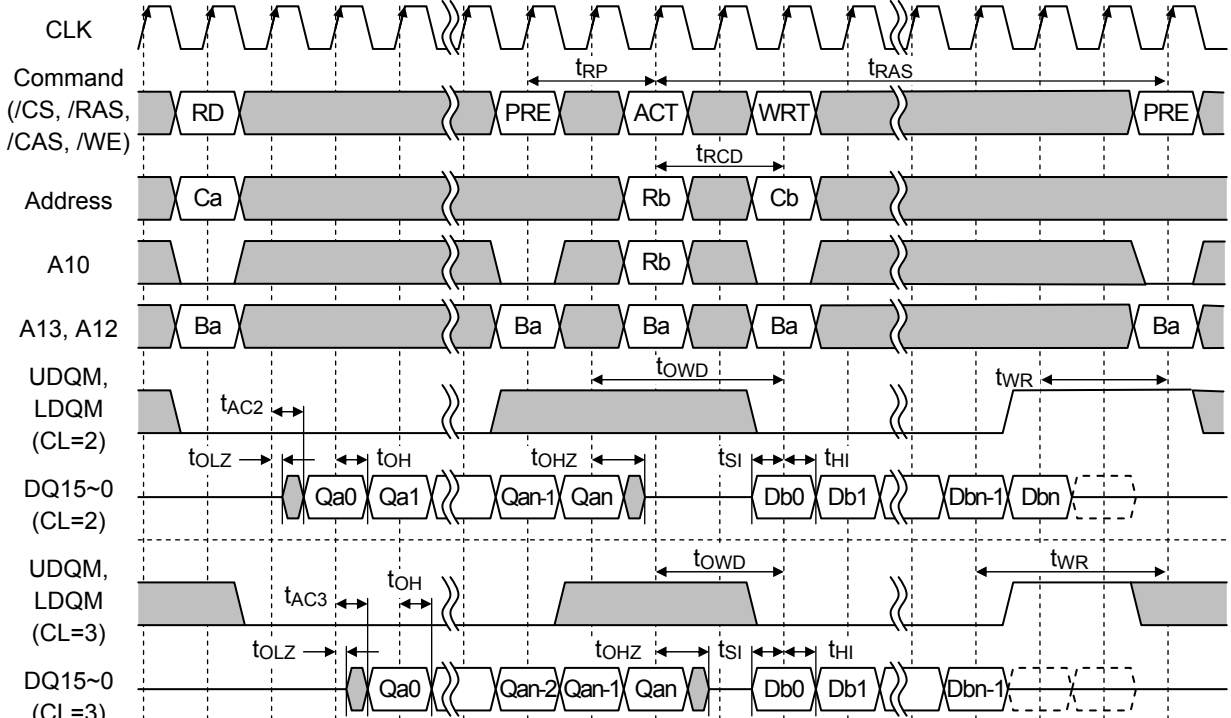 CLK
Command
(/CS, /RAS,
/CAS, /WE)
tRP
tRAS
RD
PRE
ACT
WRT
PRE
tRCD
Address
Ca
Rb
Cb
A10
Rb
A13, A12
Ba
Ba
Ba
Ba
Ba
UDQM,
LDQM
(CL=2)
tOWD
tWR
tAC2
tOLZ
tOH
tOHZ
tSI
tHI
DQ15~0
(CL=2)
Qa0
Qa1
Qan-1
Qan
Db0
Db1
Dbn-1
Dbn
UDQM,
LDQM
(CL=3)
tOWD
tWR
tAC3
tOH
tOLZ
tOHZ
tSI
tHI
DQ15~0
(CL=3)
Qa0
Qan-2
Qan-1
Qan
Db0
Db1
Dbn-1